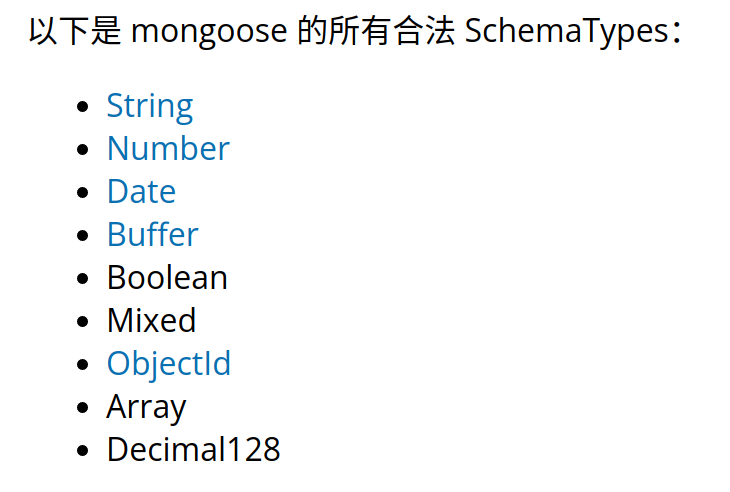 以下是 mongoose 的所有合法 SchemaTypes：
• String
• Number
• Date
• Buffer
• Boolean
• Mixed
• ObjectId
• Array
• Decimal128